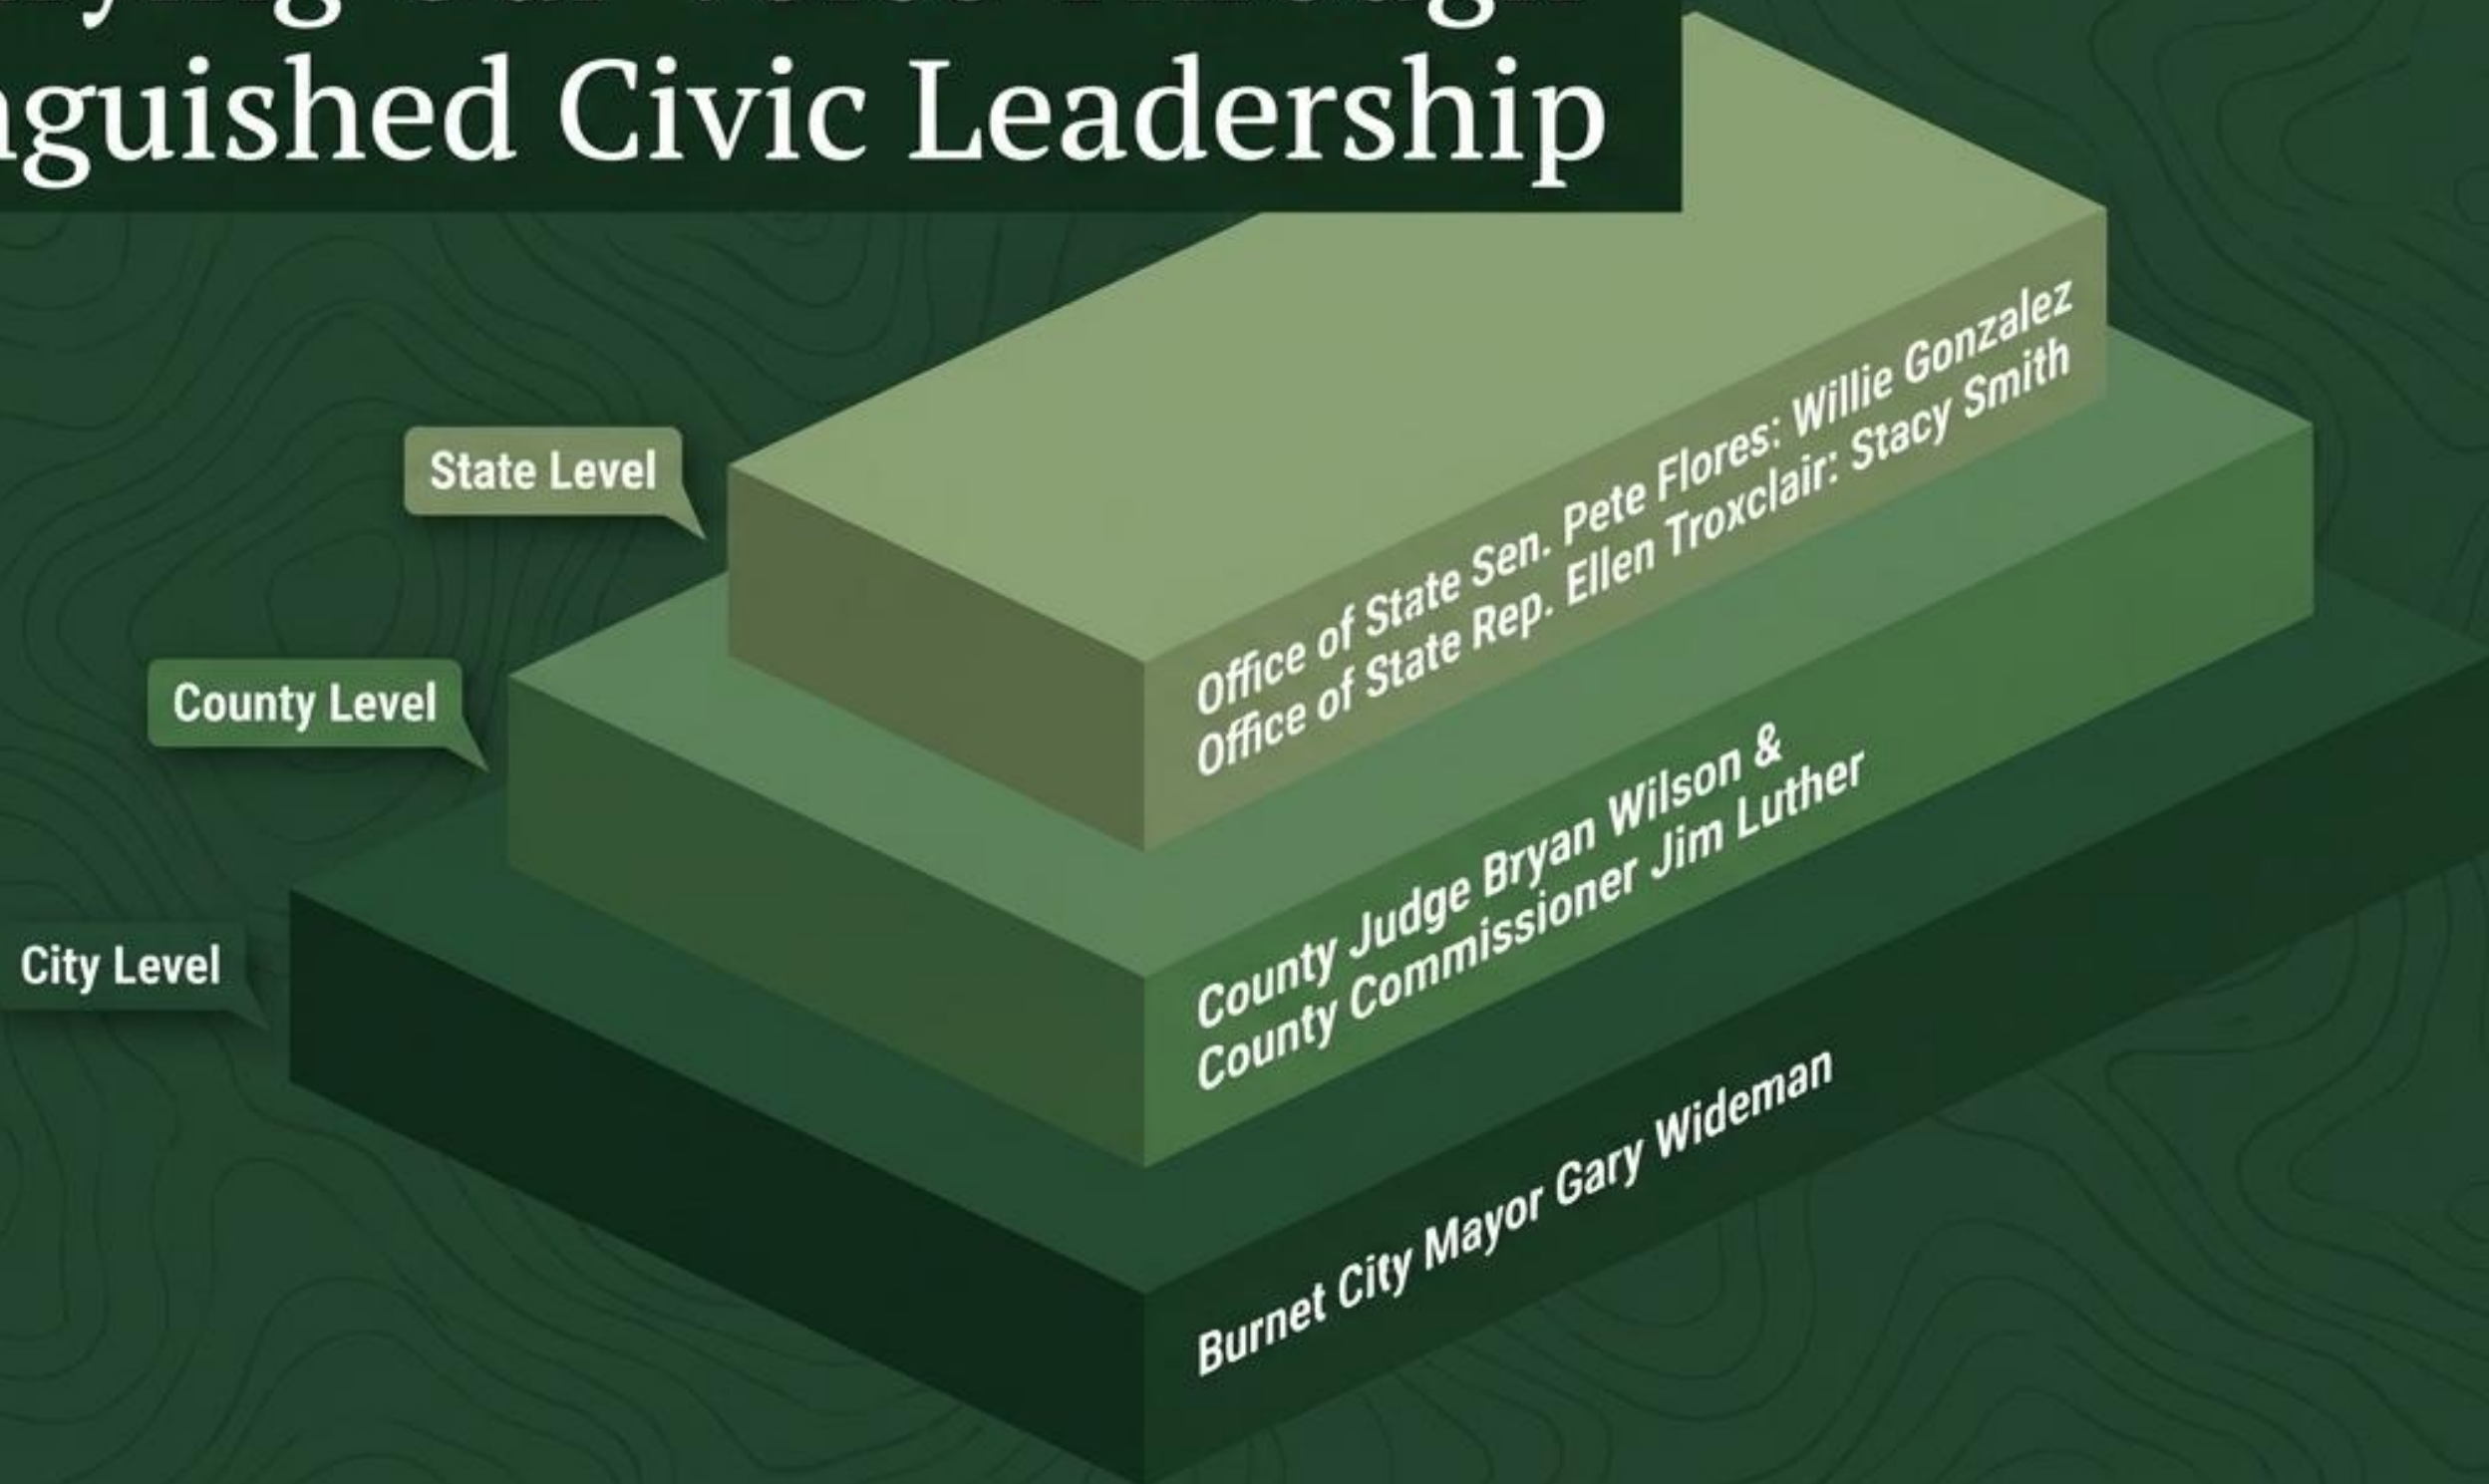 nguished Civic Leadership
State Level
Office of State Sen. Pete Flores: Willie Gonzalez
Office of State Rep. Ellen Troxclair: Stacy Smith
County Level
County Judge Bryan Wilson &
County Commissioner Jim Luther
City Level
Burnet City Mayor Gary Wideman